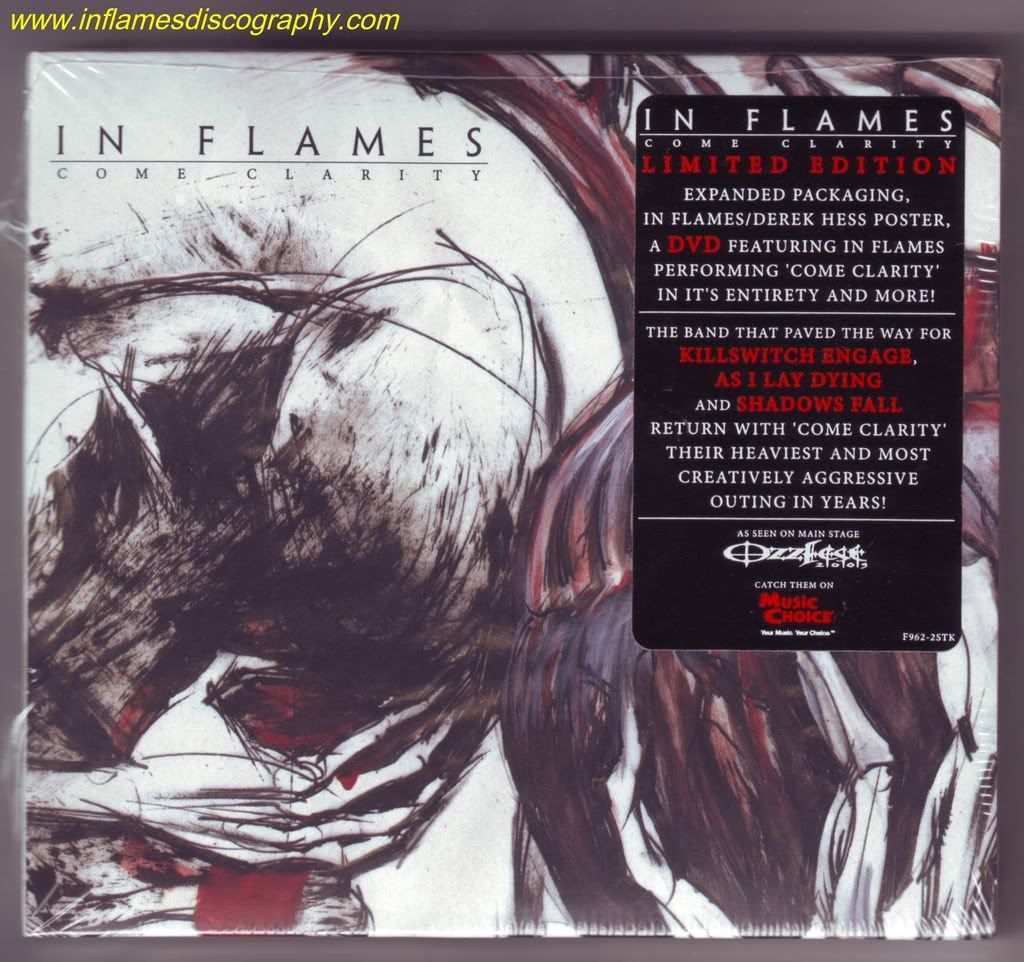 www.inflamesdiscography.com
IN FLAMES
COME CLARITY
IN FLAMES
COME CLARITY
LIMITED EDITION
EXPANDED PACKAGING,
IN FLAMES/DEREK HESS POSTER,
A DVD FEATURING IN FLAMES
PERFORMING 'COME CLARITY'
IN IT'S ENTIRETY AND MORE!
THE BAND THAT PAVED THE WAY FOR
KILLSWITCH ENGAGE,
AS I LAY DYING
AND SHADOWS FALL
RETURN WITH 'COME CLARITY'
THEIR HEAVIEST AND MOST
CREATIVELY AGGRESSIVE
OUTING IN YEARS!
AS SEEN ON MAIN STAGE
OZZFEST
2005
CATCH THEM ON
MUSIC
CHOICE
Your Music. Your Choice.™
F962-2STK